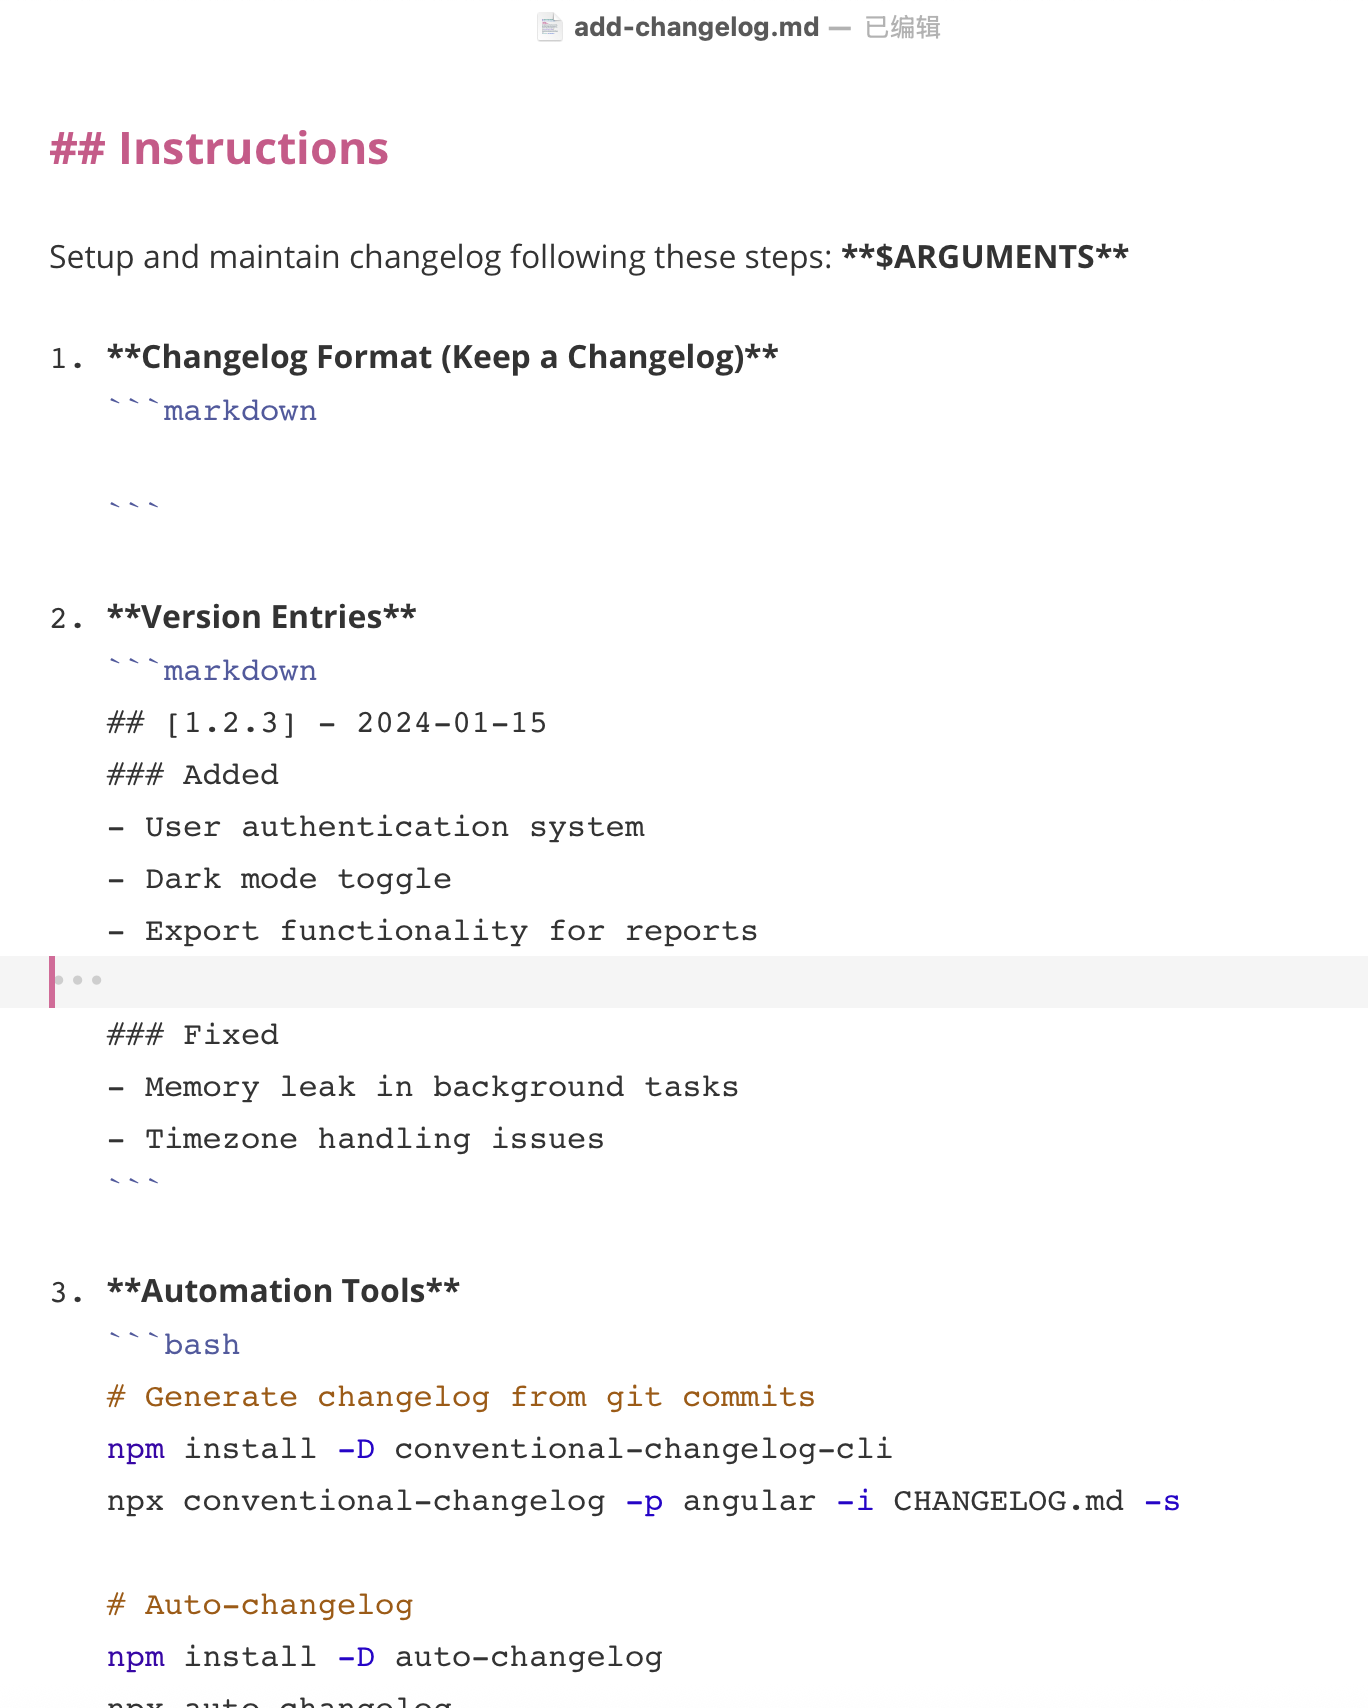 add-changelog.md — 已编辑
## Instructions
Setup and maintain changelog following these steps: **$ARGUMENTS**
1. **Changelog Format (Keep a Changelog)**
```markdown
```
2. **Version Entries**
```markdown
## [1.2.3] - 2024-01-15
### Added
- User authentication system
- Dark mode toggle
- Export functionality for reports
### Fixed
- Memory leak in background tasks
- Timezone handling issues
```
3. **Automation Tools**
```bash
# Generate changelog from git commits
npm install -D conventional-changelog-cli
npx conventional-changelog -p angular -i CHANGELOG.md -s
# Auto-changelog
npm install -D auto-changelog
npx auto-changelog